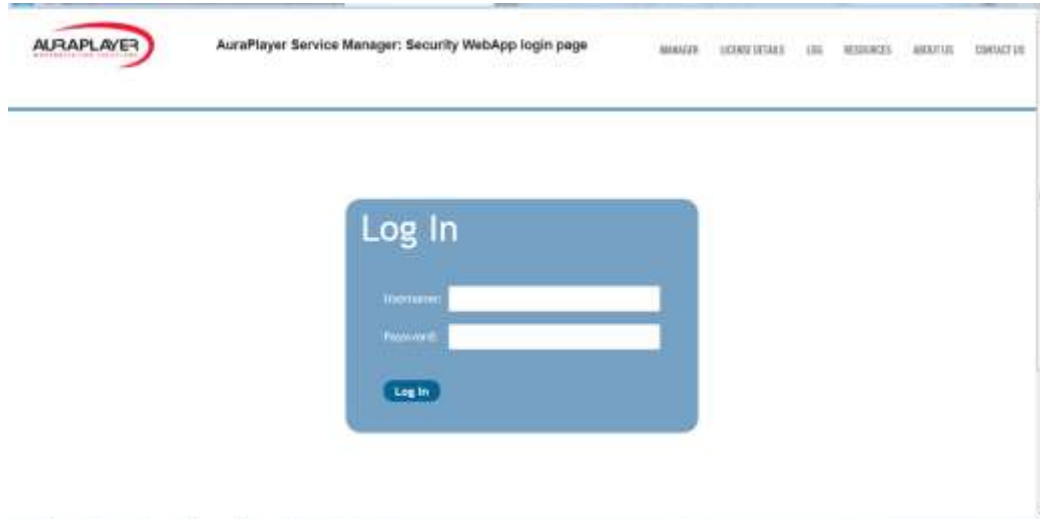 AURAPLAYER
AuraPlayer Service Manager: Security WebApp login page
MANAGER LICENSE DETAILS LOG RESOURCES ABOUT US CONTACT US
Log In
Username:
Password:
Log In